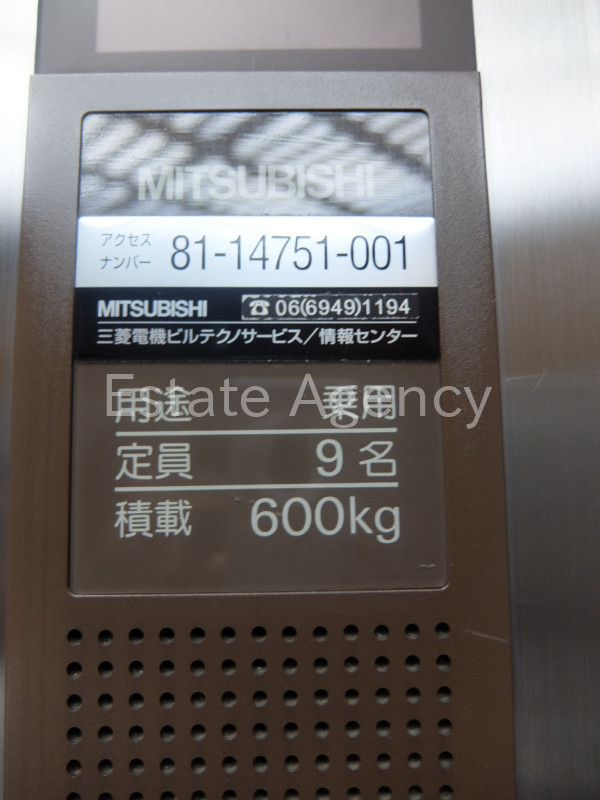 MITSUBISHI
アクセス
ナンバー 81-14751-001
MITSUBISHI ☎ 06(6949)1194
三菱電機ビルテクノサービス/情報センター
Estate Agency
用途 乗用
定員 9名
積載 600kg